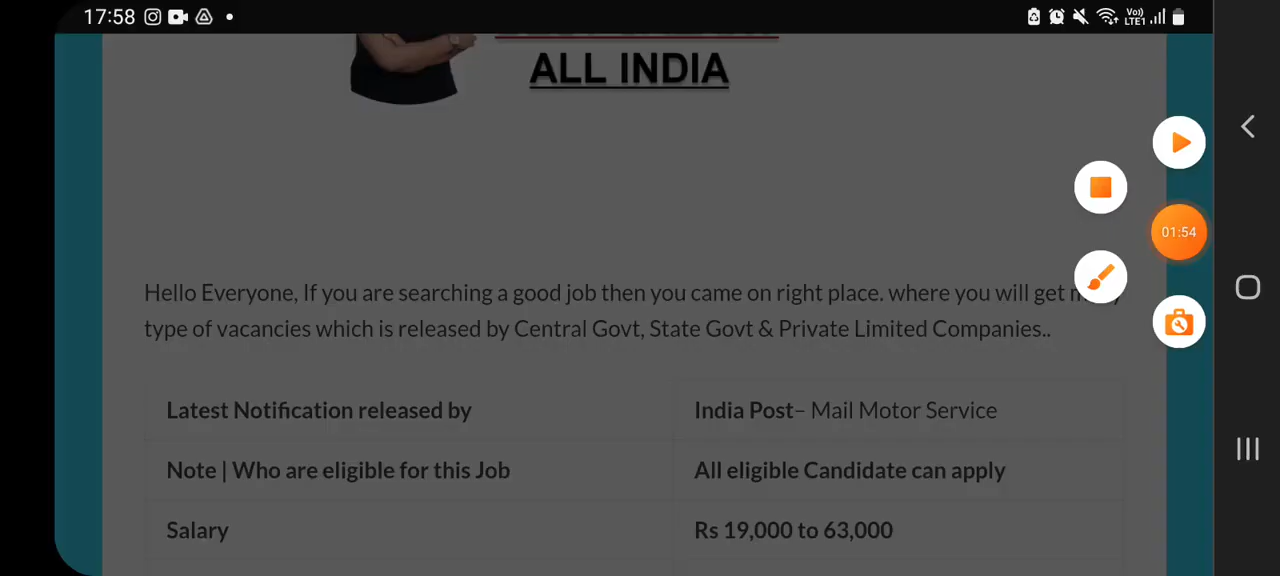 17:58
Vo)) LTE1
ALL INDIA
01:54
Hello Everyone, If you are searching a good job then you came on right place. where you will get
type of vacancies which is released by Central Govt, State Govt & Private Limited Companies..
Latest Notification released by India Post– Mail Motor Service
Note | Who are eligible for this Job All eligible Candidate can apply
Salary Rs 19,000 to 63,000